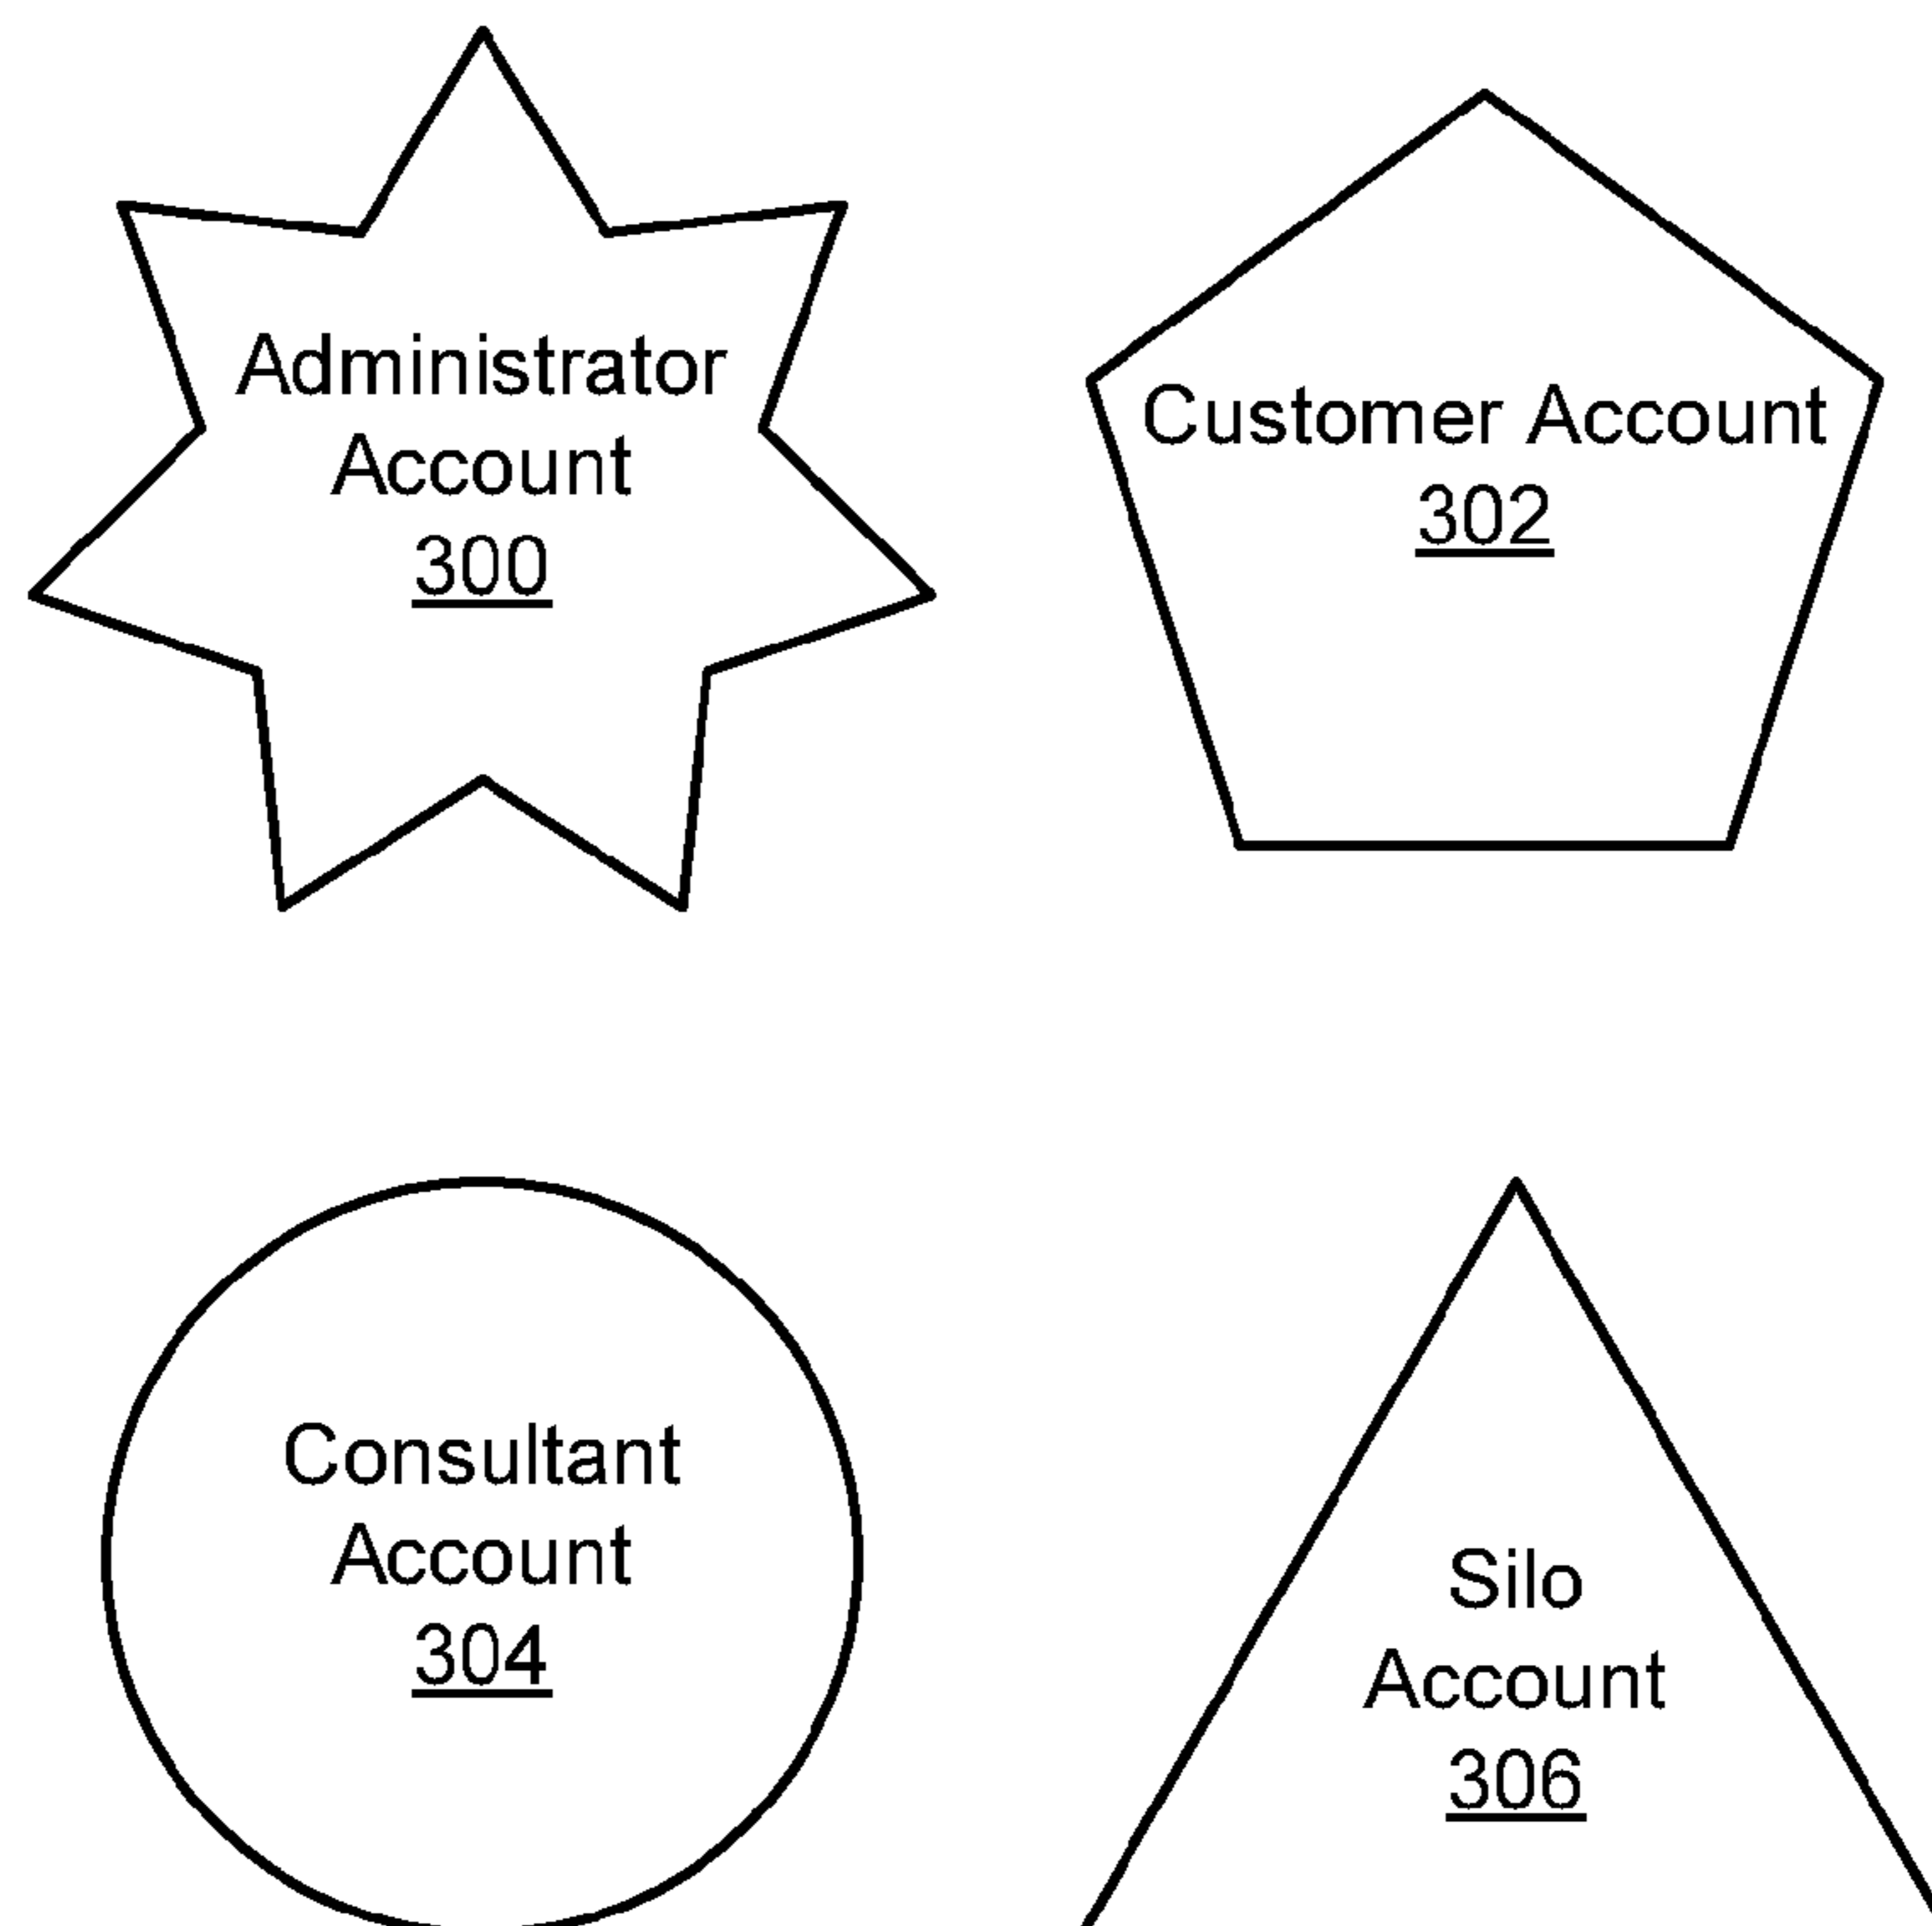 Administrator
Account
300
Customer Account
302
Consultant
Account
304
Silo
Account
306